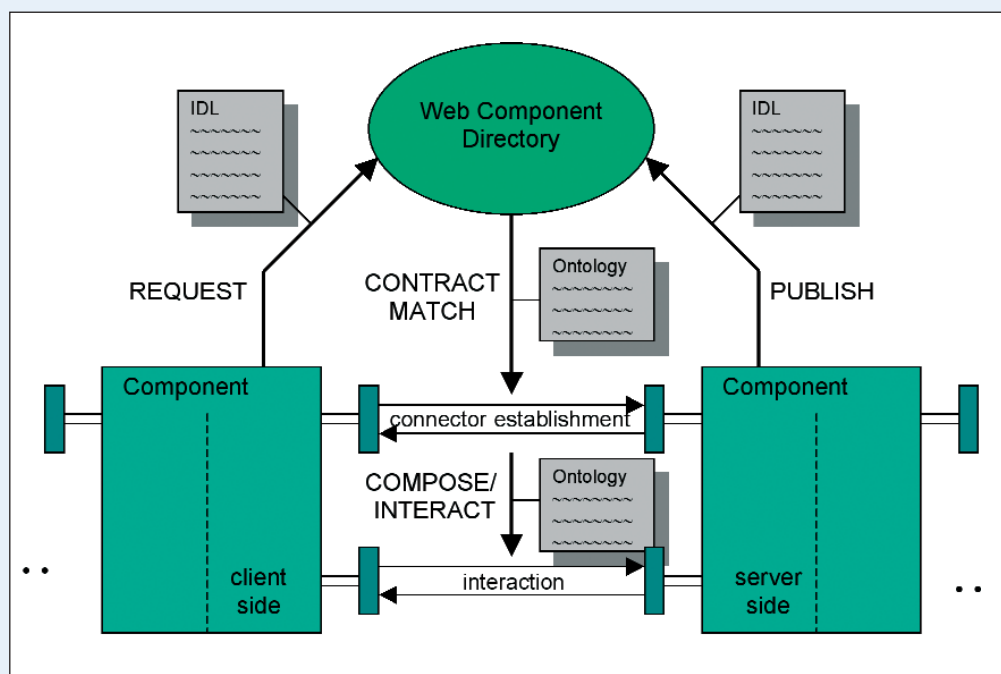 IDL
~~~~~~~
~~~~~~~
~~~~~~~
~~~~~~~
Web Component
Directory
IDL
~~~~~~~
~~~~~~~
~~~~~~~
~~~~~~~
REQUEST
CONTRACT
MATCH
Ontology
~~~~~~~~
~~~~~~~~
~~~~~~~~
PUBLISH
Component
connector establishment
Component
COMPOSE/
INTERACT
Ontology
~~~~~~~~
~~~~~~~~
~~~~~~~~
client
side
interaction
server
side